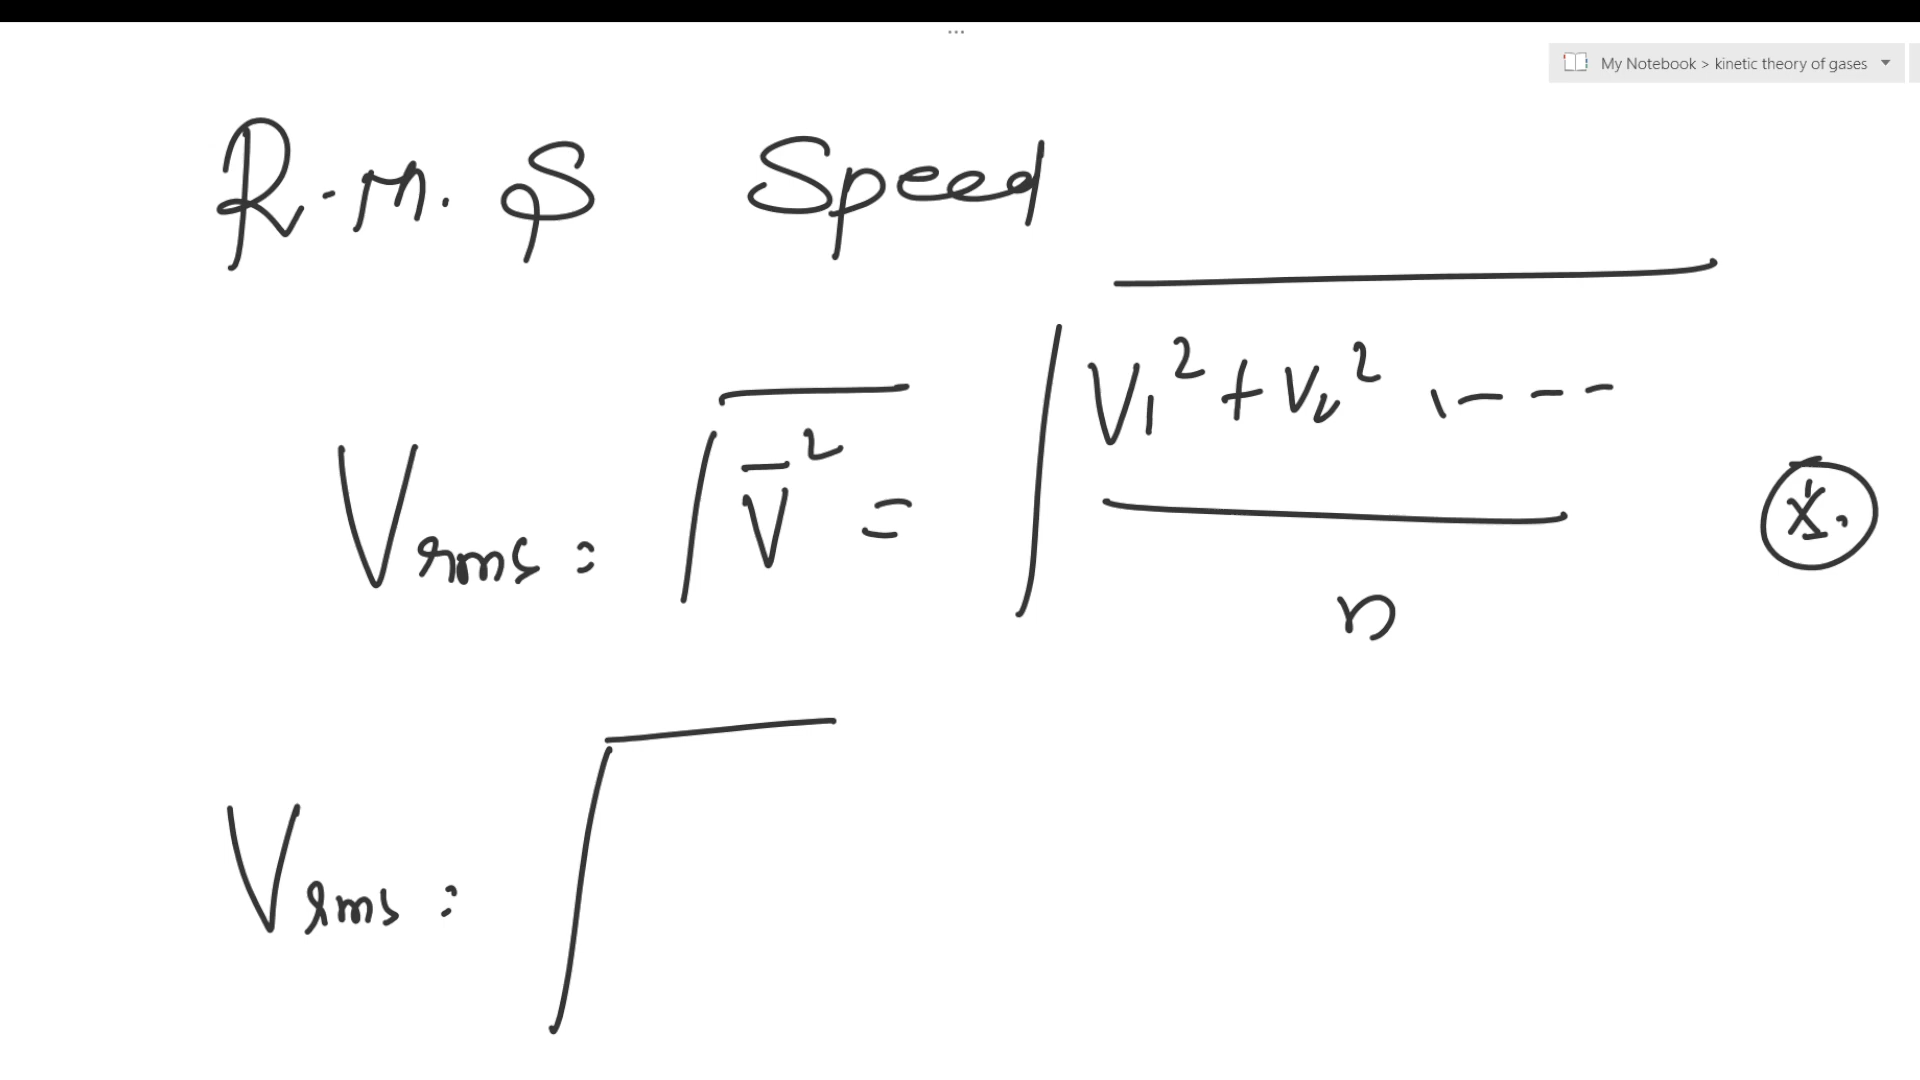 My Notebook > kinetic theory of gases
R.M.S Speed
Vrms = √V̅² = √(V₁² + V₂² ---- / n)
Vrms = √